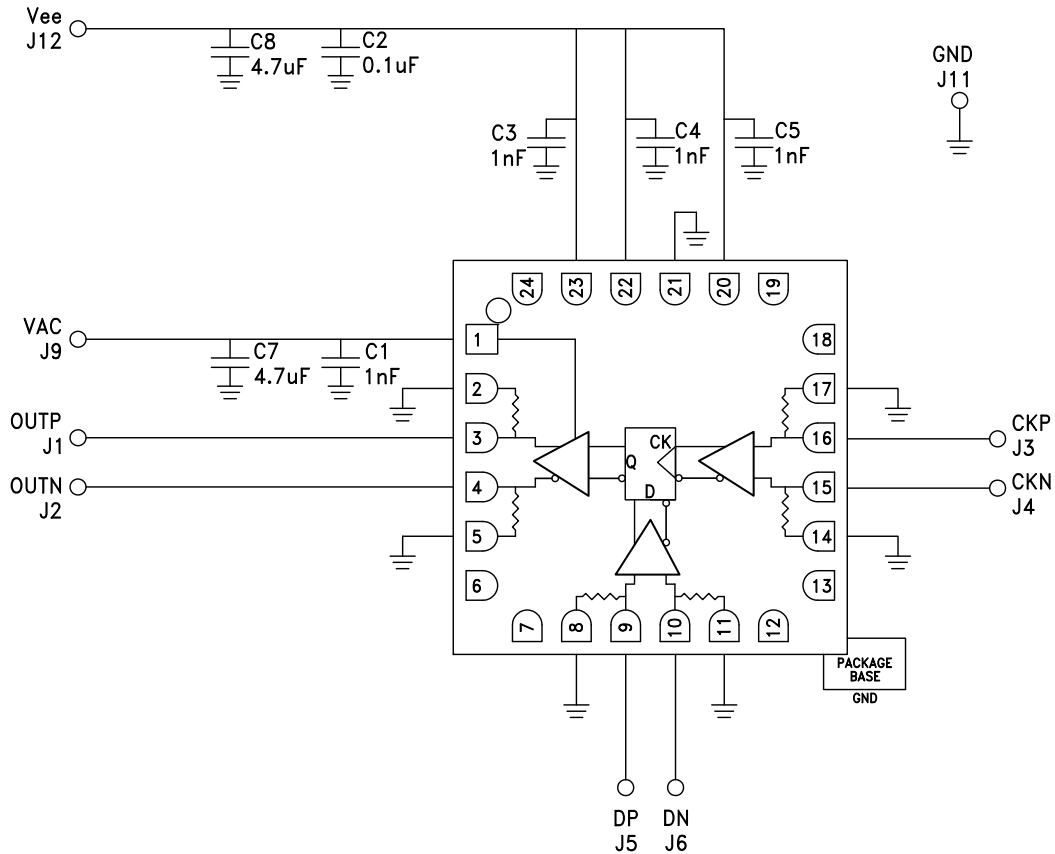 Vee
J12
C8
4.7uF
C2
0.1uF
GND
J11
C3
1nF
C4
1nF
C5
1nF
24
23
22
21
20
19
VAC
J9
C7
4.7uF
C1
1nF
1
18
2
17
OUTP
J1
3
16
CKP
J3
CK
Q
D
OUTN
J2
4
15
CKN
J4
5
14
6
13
7
8
9
10
11
12
PACKAGE
BASE
GND
DP
J5
DN
J6